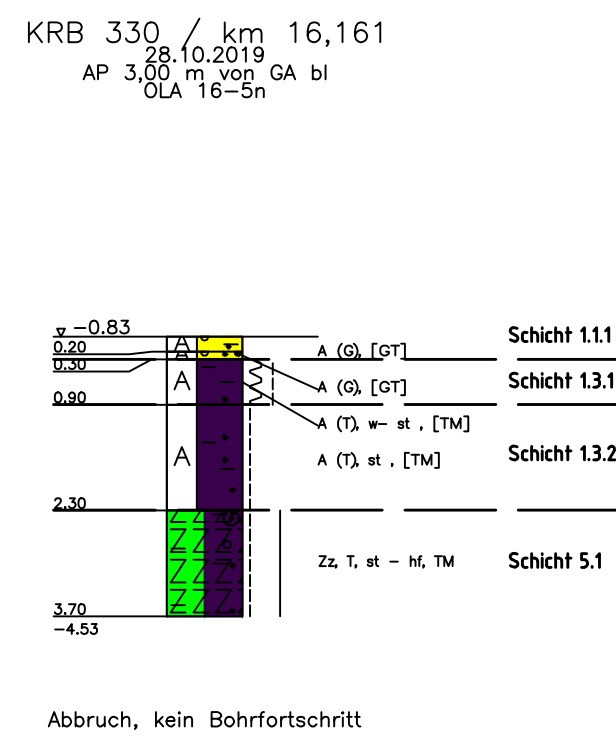 KRB 330 / km 16,161
28.10.2019
AP 3,00 m von GA bl
OLA 16-5n
-0.83
Schicht 1.1.1
A
0.20
A (G), [GT]
A
0.30
Schicht 1.3.1
A
A (G), [GT]
0.90
A (T), w- st , [TM]
A
A (T), st , [TM]
Schicht 1.3.2
2.30
Z Z Z
Z Z Z
Zz, T, st - hf, TM
Schicht 5.1
Z Z Z
Z Z Z
3.70
-4.53
Abbruch, kein Bohrfortschritt